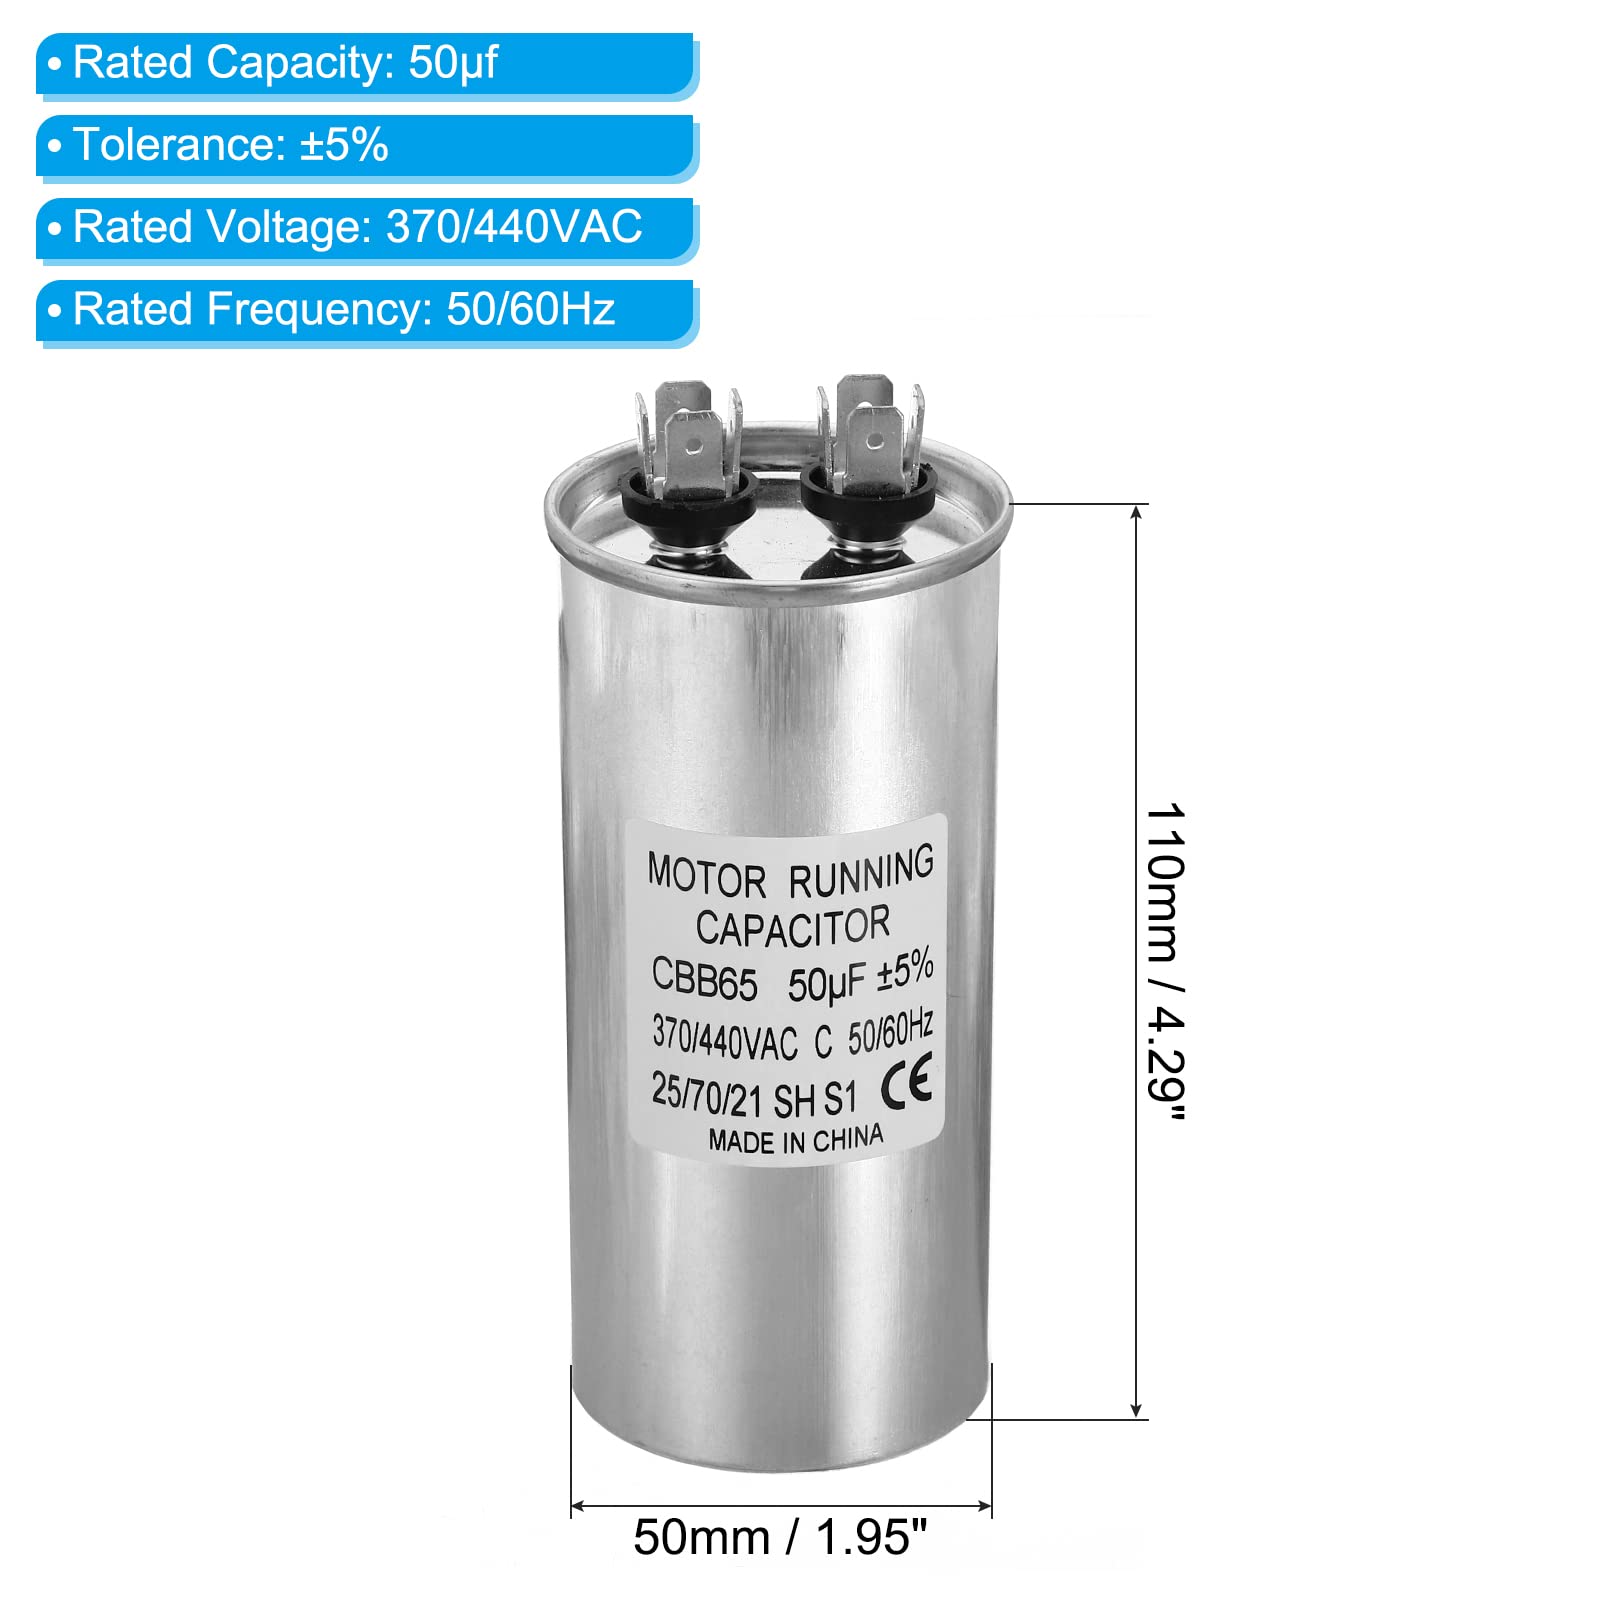 • Rated Capacity: 50μf
• Tolerance: ±5%
• Rated Voltage: 370/440VAC
• Rated Frequency: 50/60Hz
MOTOR RUNNING
CAPACITOR
CBB65 50μF ±5%
370/440VAC C 50/60Hz
25/70/21 SH S1 CE
MADE IN CHINA
110mm / 4.29"
50mm / 1.95"